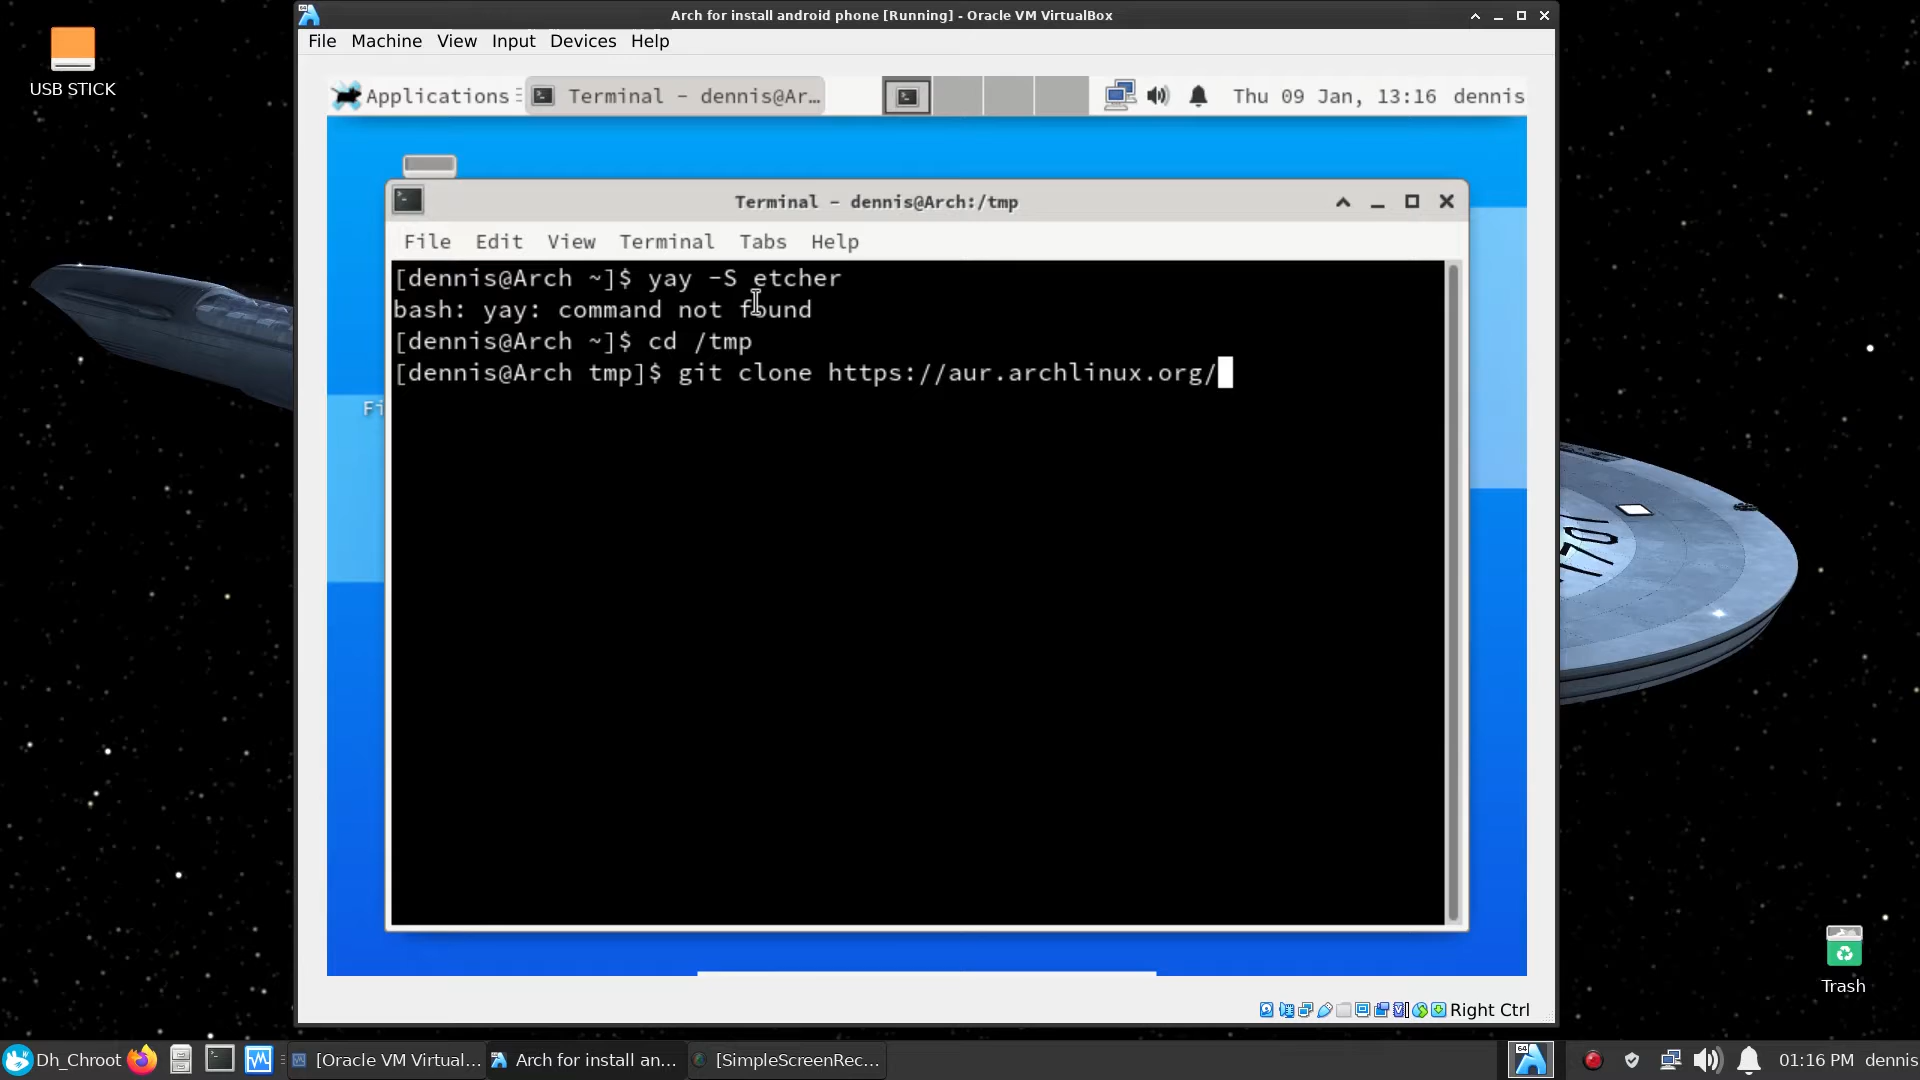 Arch for install android phone [Running] - Oracle VM VirtualBox
File Machine View Input Devices Help
USB STICK
Applications Terminal - dennis@Ar... Thu 09 Jan, 13:16 dennis
Terminal - dennis@Arch:/tmp
File Edit View Terminal Tabs Help
[dennis@Arch ~]$ yay -S etcher
bash: yay: command not found
[dennis@Arch ~]$ cd /tmp
[dennis@Arch tmp]$ git clone https://aur.archlinux.org/
Fi
Trash
Right Ctrl
Dh_Chroot [Oracle VM Virtual... Arch for install an... [SimpleScreenRec... 01:16 PM dennis